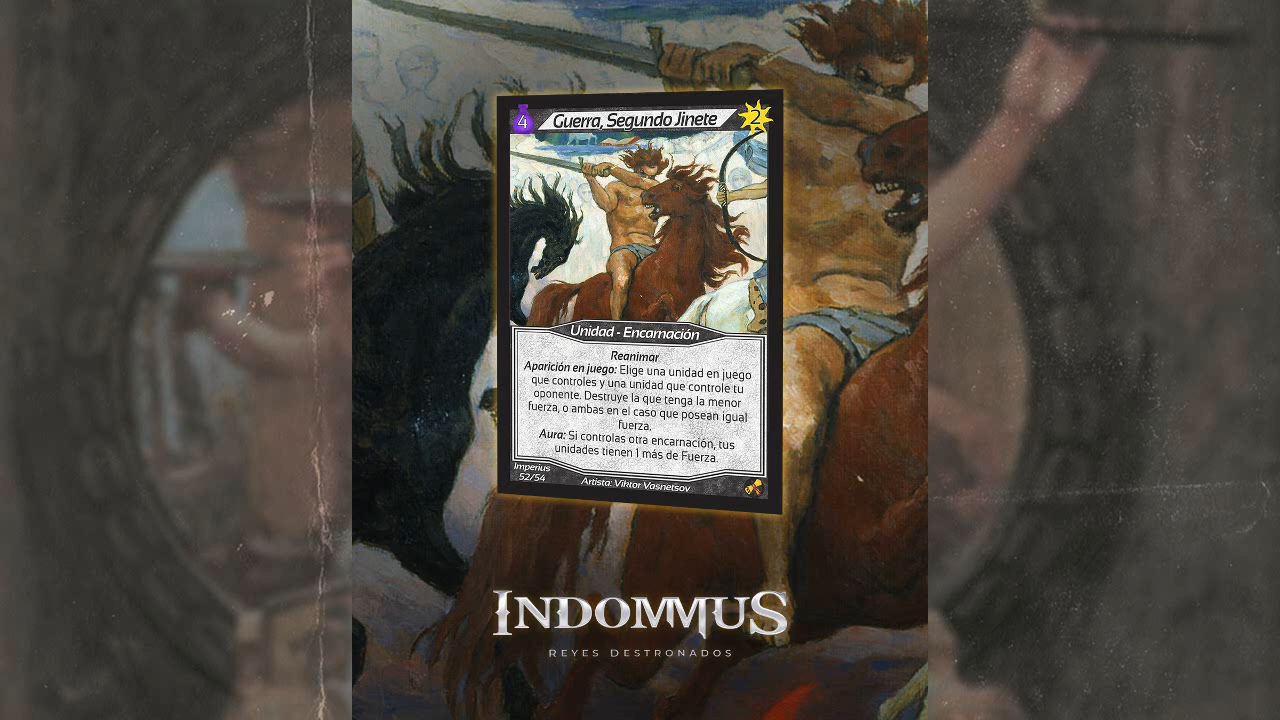 4
Guerra, Segundo Jinete
2
Unidad - Encarnación
Reanimar
Aparición en juego: Elige una unidad en juego
que controles y una unidad que controle tu
oponente. Destruye la que tenga la menor
fuerza, o ambas en el caso que posean igual
fuerza.
Aura: Si controlas otra encarnación, tus
unidades tienen 1 más de Fuerza.
Imperius
52/54
Artista: Viktor Vasnetsov
INDOMMUS
REYES DESTRONADOS